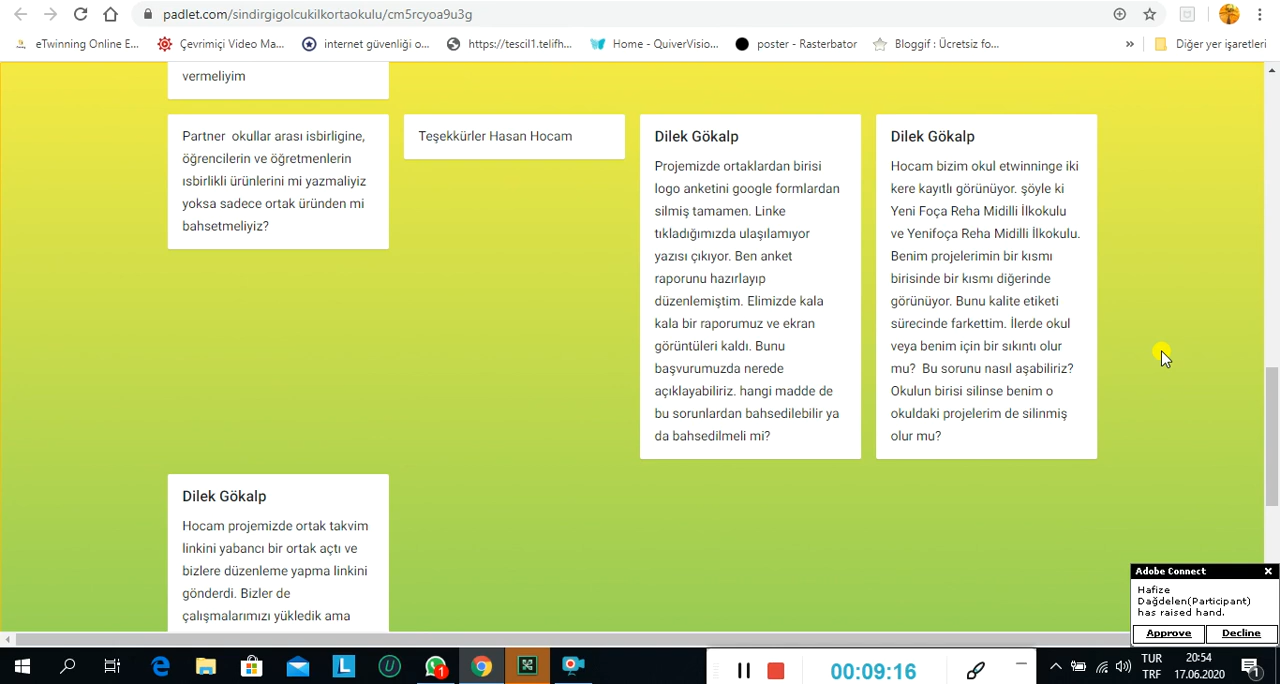 padlet.com/sindirgigolcukilkortaokulu/cm5rcyoa9u3g
eTwinning Online E...
Çevrimiçi Video Ma...
internet güvenliği o...
https://tescil1.telifh...
Home - QuiverVisio...
poster - Rasterbator
Bloggif : Ücretsiz fo...
»
Diğer yer işaretleri
vermeliyim
Partner okullar arası isbirligine,
öğrencilerin ve öğretmenlerin
ısbirlikli ürünlerini mi yazmaliyiz
yoksa sadece ortak üründen mi
bahsetmeliyiz?
Teşekkürler Hasan Hocam
Dilek Gökalp
Projemizde ortaklardan birisi
logo anketini google formlardan
silmiş tamamen. Linke
tıkladığımızda ulaşılamıyor
yazısı çıkıyor. Ben anket
raporunu hazırlayıp
düzenlemiştim. Elimizde kala
kala bir raporumuz ve ekran
görüntüleri kaldı. Bunu
başvurumuzda nerede
açıklayabiliriz. hangi madde de
bu sorunlardan bahsedilebilir ya
da bahsedilmeli mi?
Dilek Gökalp
Hocam bizim okul etwinninge iki
kere kayıtlı görünüyor. şöyle ki
Yeni Foça Reha Midilli İlkokulu
ve Yenifoça Reha Midilli İlkokulu.
Benim projelerimin bir kısmı
birisinde bir kısmı diğerinde
görünüyor. Bunu kalite etiketi
sürecinde farkettim. İlerde okul
veya benim için bir sıkıntı olur
mu? Bu sorunu nasıl aşabiliriz?
Okulun birisi silinse benim o
okuldaki projelerim de silinmiş
olur mu?
Dilek Gökalp
Hocam projemizde ortak takvim
linkini yabancı bir ortak açtı ve
bizlere düzenleme yapma linkini
gönderdi. Bizler de
çalışmalarımızı yükledik ama
Adobe Connect
Hafize
Dağdelen(Participant)
has raised hand.
Approve
Decline
00:09:16
TUR
TRF
20:54
17.06.2020